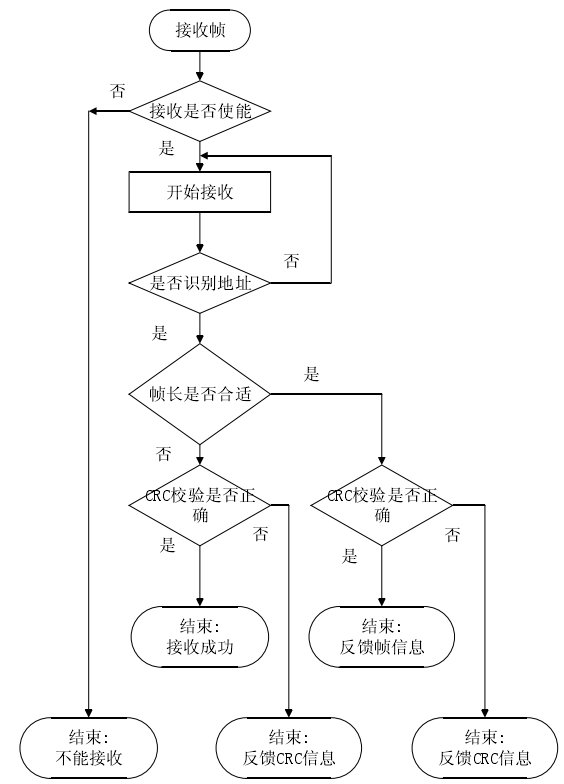 接收帧
否
接收是否使能
是
开始接收
是否识别地址
否
是
帧长是否合适
是
否
CRC校验是否正
确
CRC校验是否正
确
是
否
是
否
结束:
接收成功
结束:
反馈帧信息
结束:
不能接收
结束:
反馈CRC信息
结束:
反馈CRC信息